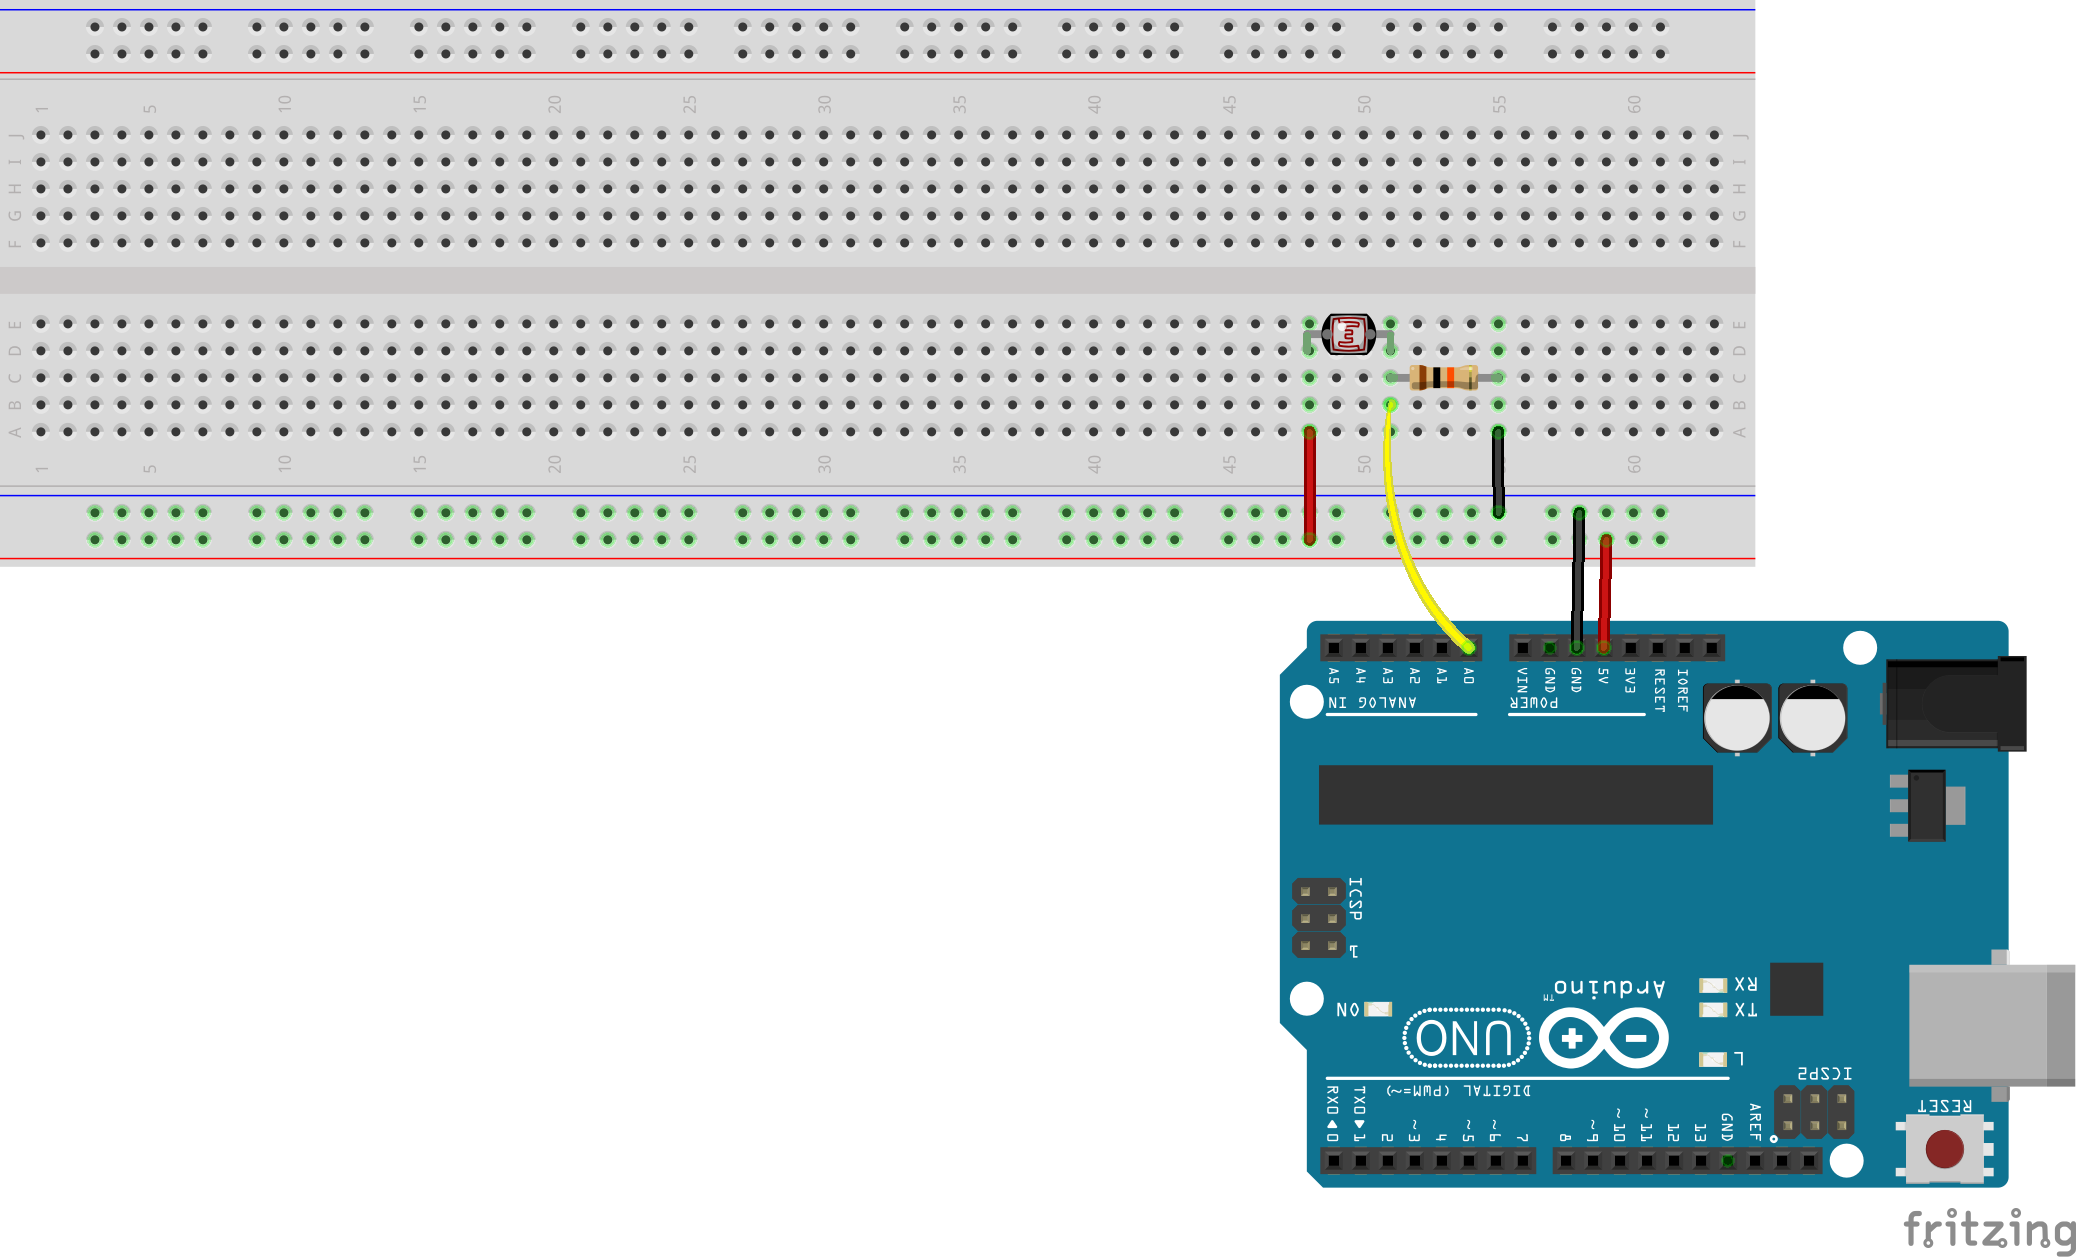 1 5 10 15 20 25 30 35 40 45 50 55 60
J J
I I
H H
G G
F F
E E
D D
C C
B B
A A
1 5 10 15 20 25 30 35 40 45 50 55 60
A5 A4 A3 A2 A1 A0 VIN GND GND 5V 3V3 RESET IOREF
ANALOG IN POWER
ICSP
1
Arduino TM
RX
TX
ON
UNO
L
ICSP2
DIGITAL (PWM=~)
RESET
RX0 0 TX0 1 2 ~3 4 ~5 ~6 7 8 ~9 ~10 ~11 12 13 GND AREF
fritzing